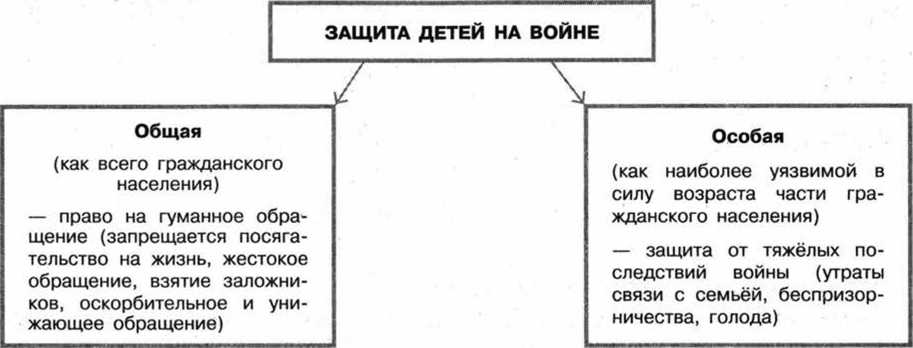 ЗАЩИТА ДЕТЕЙ НА ВОЙНЕ
Общая
(как всего гражданского
населения)
— право на гуманное обра-
щение (запрещается посяга-
тельство на жизнь, жестокое
обращение, взятие заложни-
ков, оскорбительное и уни-
жающее обращение)
Особая
(как наиболее уязвимой в
силу возраста части гра-
жданского населения)
— защита от тяжёлых по-
следствий войны (утраты
связи с семьёй, беспризор-
ничества, голода)